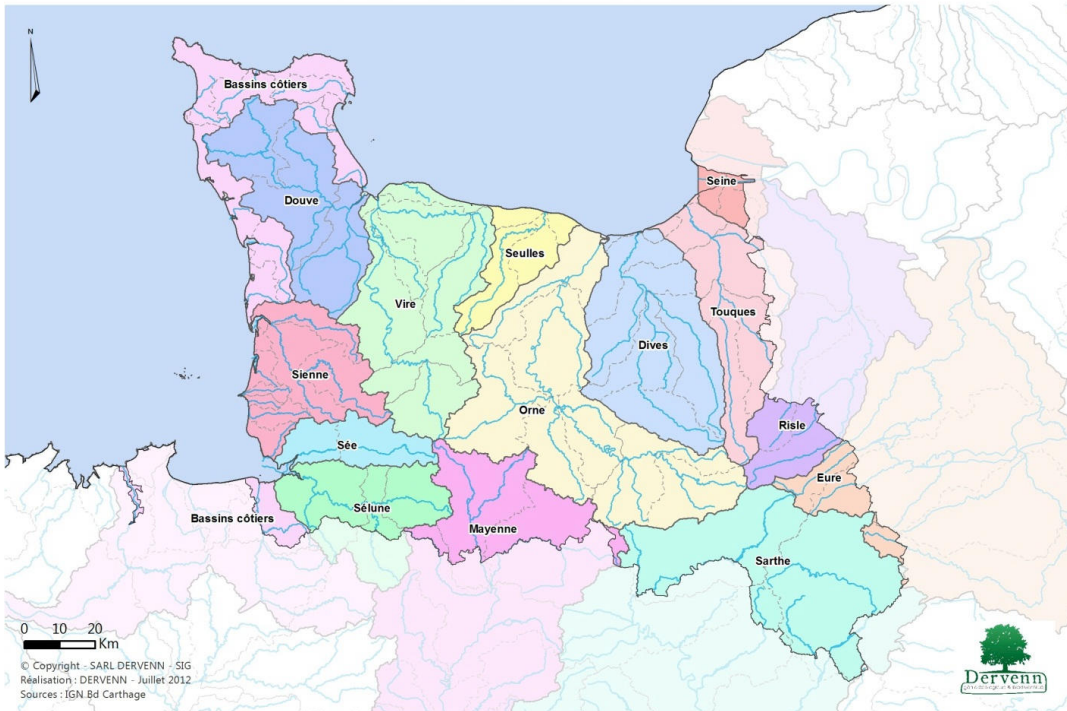 N
Bassins côtiers
Seine
Douve
Seulles
Vire
Touques
Dives
Sienne
Orne
Risle
Sée
Eure
Sélune
Bassins côtiers
Mayenne
Sarthe
0 10 20
Km
© Copyright - SARL DERVENN - SIG
Réalisation : DERVENN - Juillet 2012
Sources : IGN Bd Carthage
Dervenn